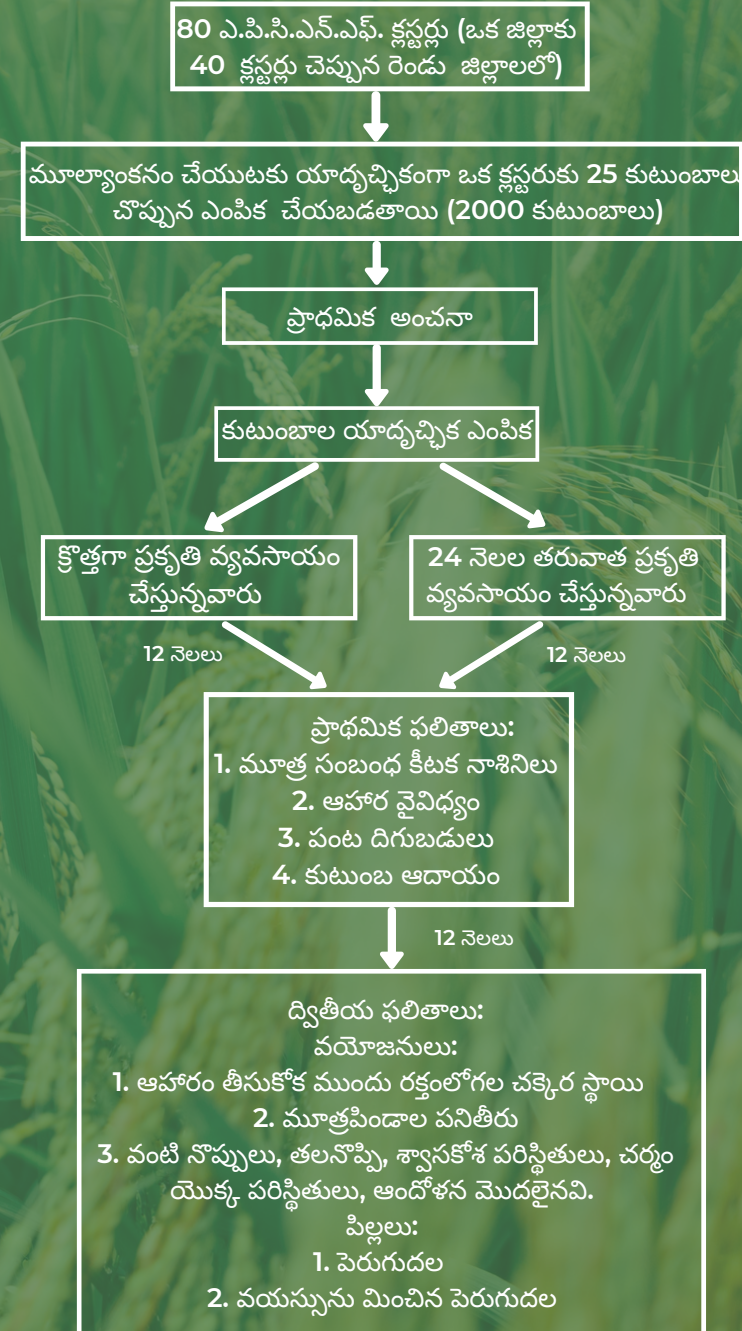 80 ఎ.పి.సి.ఎన్.ఎఫ్. క్లస్టర్లు (ఒక జిల్లాకు
40 క్లస్టర్లు చెప్పున రెండు జిల్లాలలో)
మూల్యాంకనం చేయుటకు యాదృచ్ఛికంగా ఒక క్లస్టరుకు 25 కుటుంబాలు
చొప్పున ఎంపిక చేయబడతాయి (2000 కుటుంబాలు)
ప్రాధమిక అంచనా
కుటుంబాల యాదృచ్ఛిక ఎంపిక
క్రొత్తగా ప్రకృతి వ్యవసాయం
చేస్తున్నవారు
24 నెలల తరువాత ప్రకృతి
వ్యవసాయం చేస్తున్నవారు
12 నెలలు
12 నెలలు
ప్రాథమిక ఫలితాలు:
1. మూత్ర సంబంధ కీటక నాశినిలు
2. ఆహార వైవిధ్యం
3. పంట దిగుబడులు
4. కుటుంబ ఆదాయం
12 నెలలు
ద్వితీయ ఫలితాలు:
వయోజనులు:
1. ఆహారం తీసుకోక ముందు రక్తంలోగల చక్కెర స్థాయి
2. మూత్రపిండాల పనితీరు
3. వంటి నొప్పులు, తలనొప్పి, శ్వాసకోశ పరిస్థితులు, చర్మం
యొక్క పరిస్థితులు, ఆందోళన మొదలైనవి.
పిల్లలు:
1. పెరుగుదల
2. వయస్సును మించిన పెరుగుదల